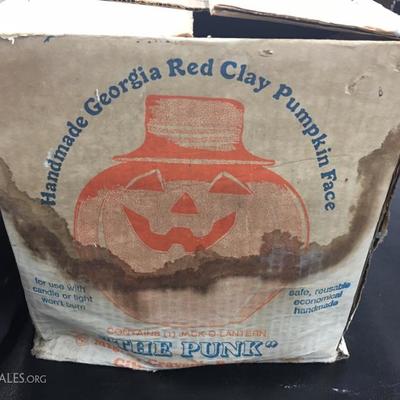 Handmade Georgia Red Clay Pumpkin Face
for use with
candle or light
won't burn
safe, reusable
economical
handmade
CONTAINS (1) JACK-O-LANTERN,
"THE PUNK"
ALES.ORG